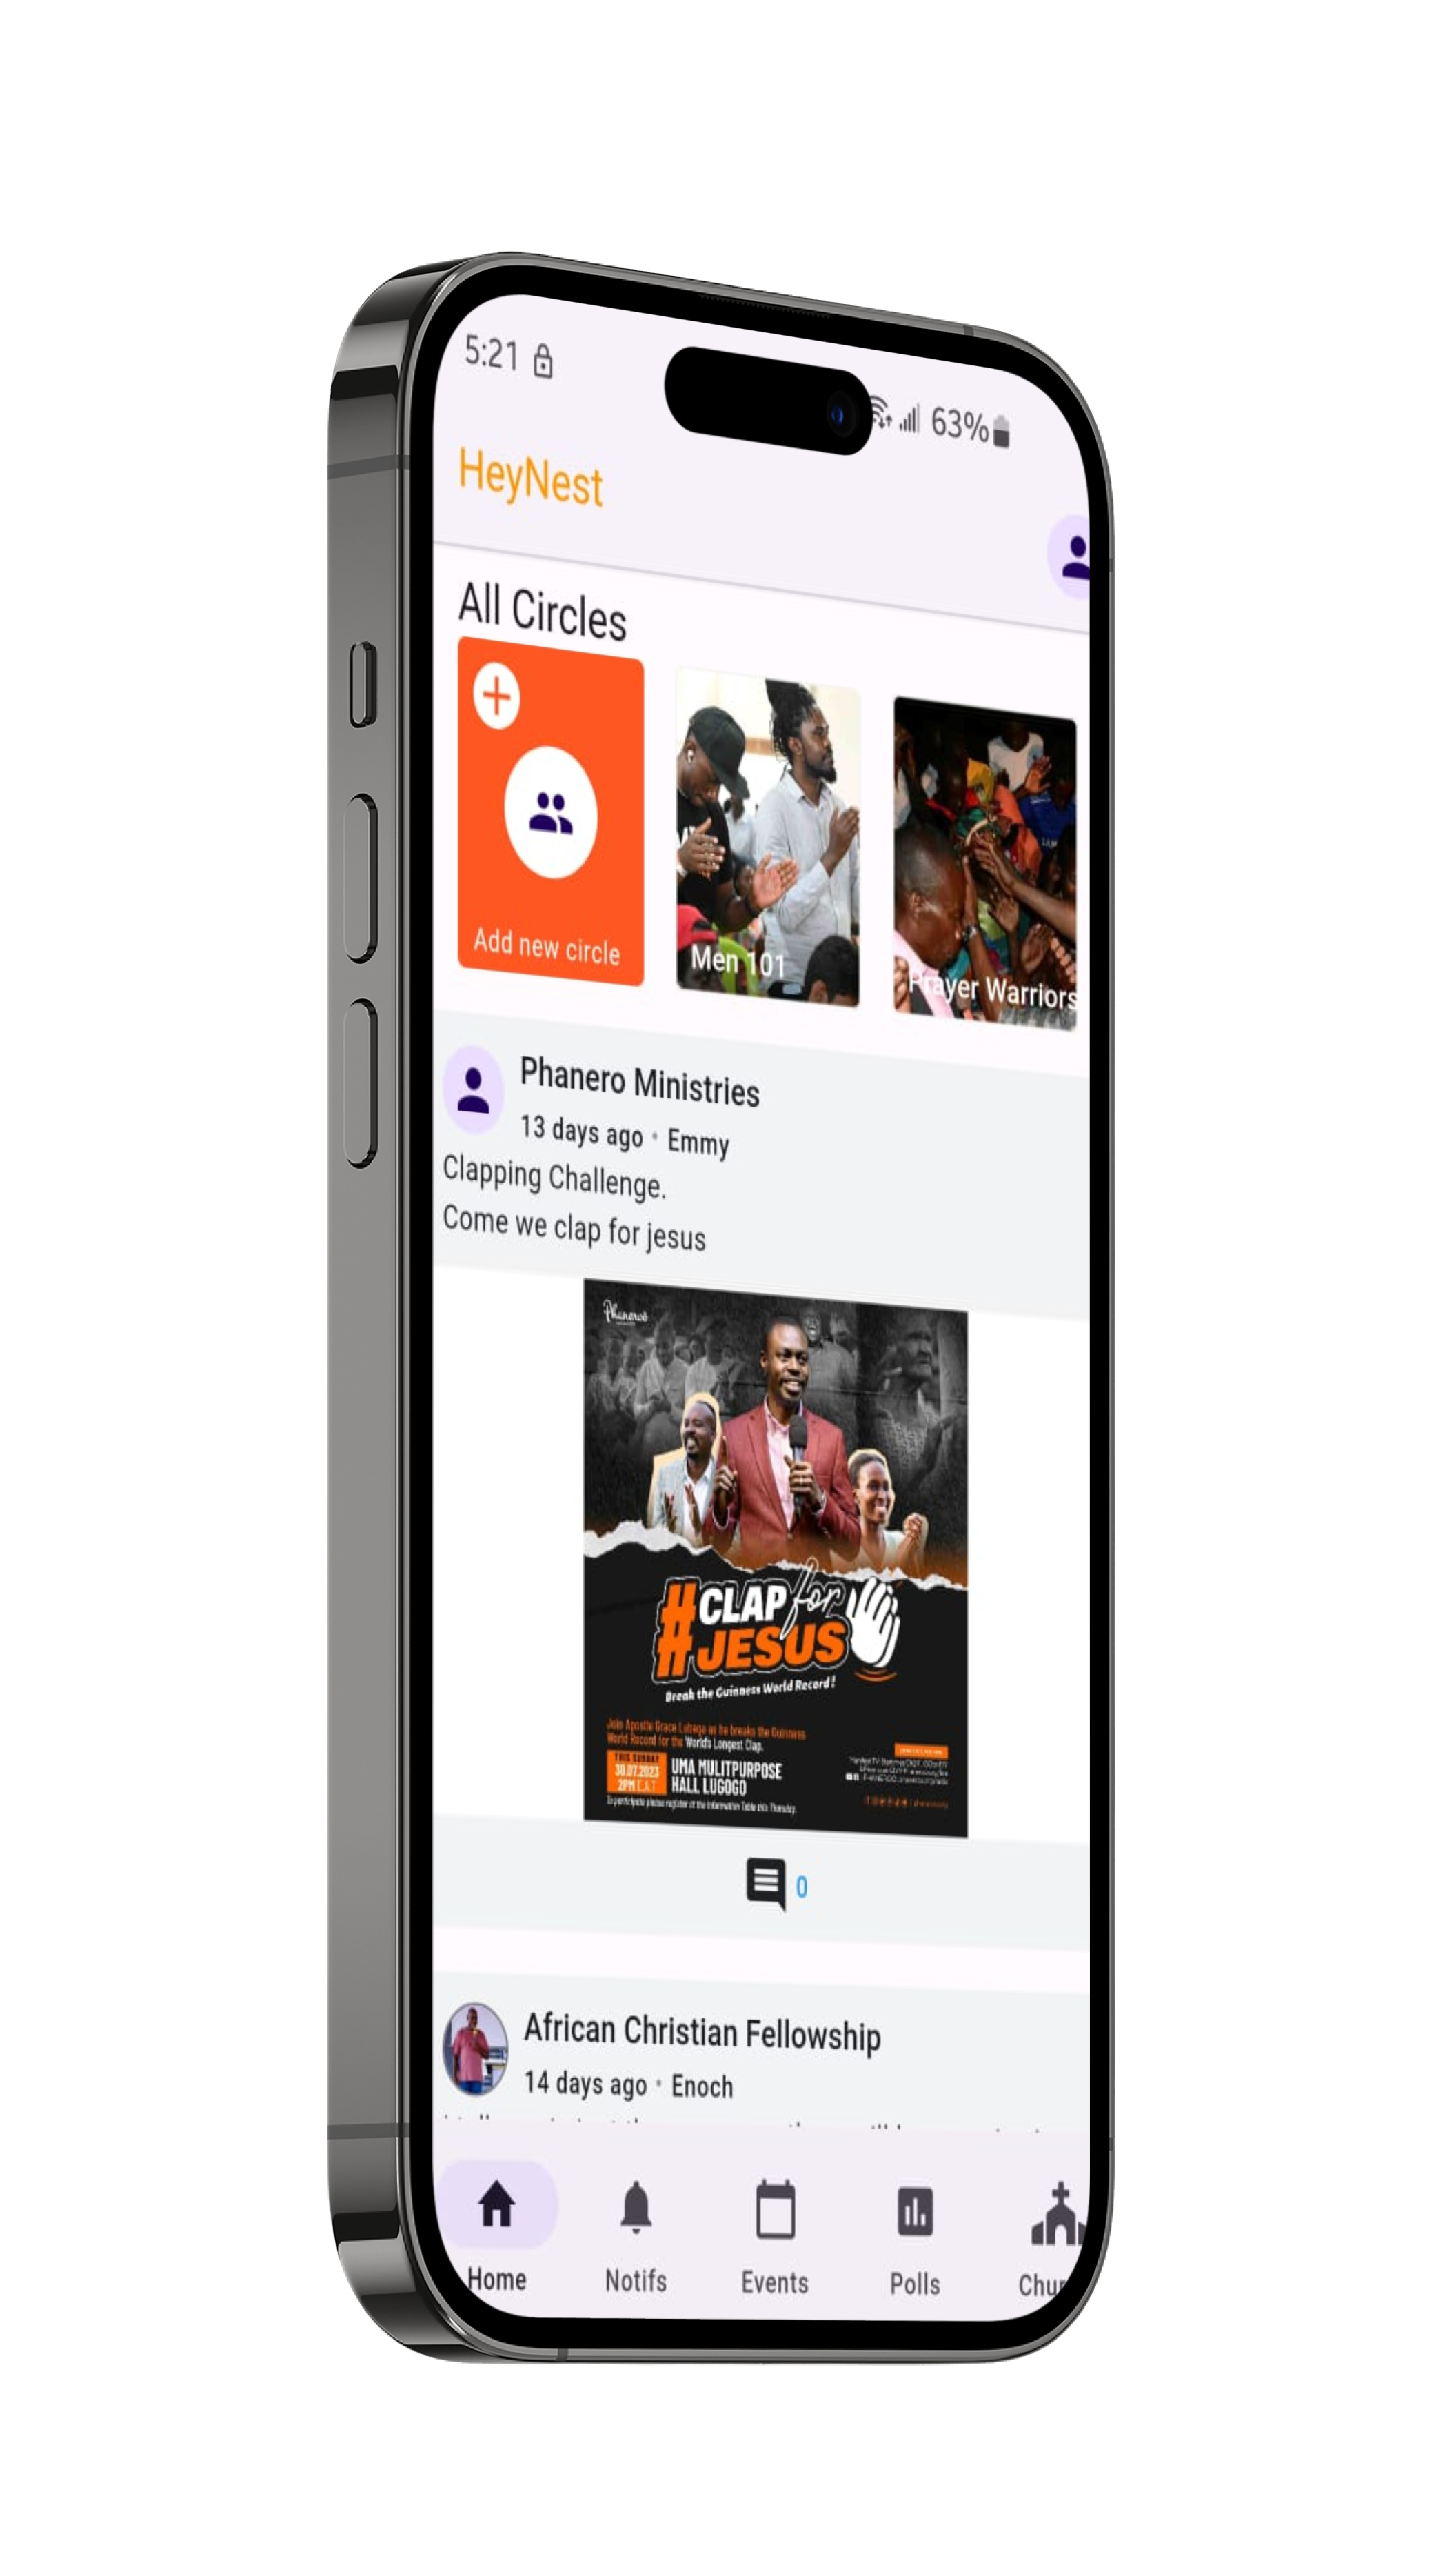 5:21
63%
HeyNest
All Circles
Add new circle
Men 101
Prayer Warriors
Phanero Ministries
13 days ago • Emmy
Clapping Challenge.
Come we clap for jesus
Phaneroo
#CLAP for
JESUS
Break the Guinness World Record!
Join Apostle Grace Lubega as he breaks the Guinness
World Record for the World's Longest Clap.
THIS SUNDAY
30.07.2023
2PM E.A.T
UMA MULITPURPOSE
HALL LUGOGO
To participate please register at the Information Table this Thursday.
0
African Christian Fellowship
14 days ago • Enoch
Home
Notifs
Events
Polls